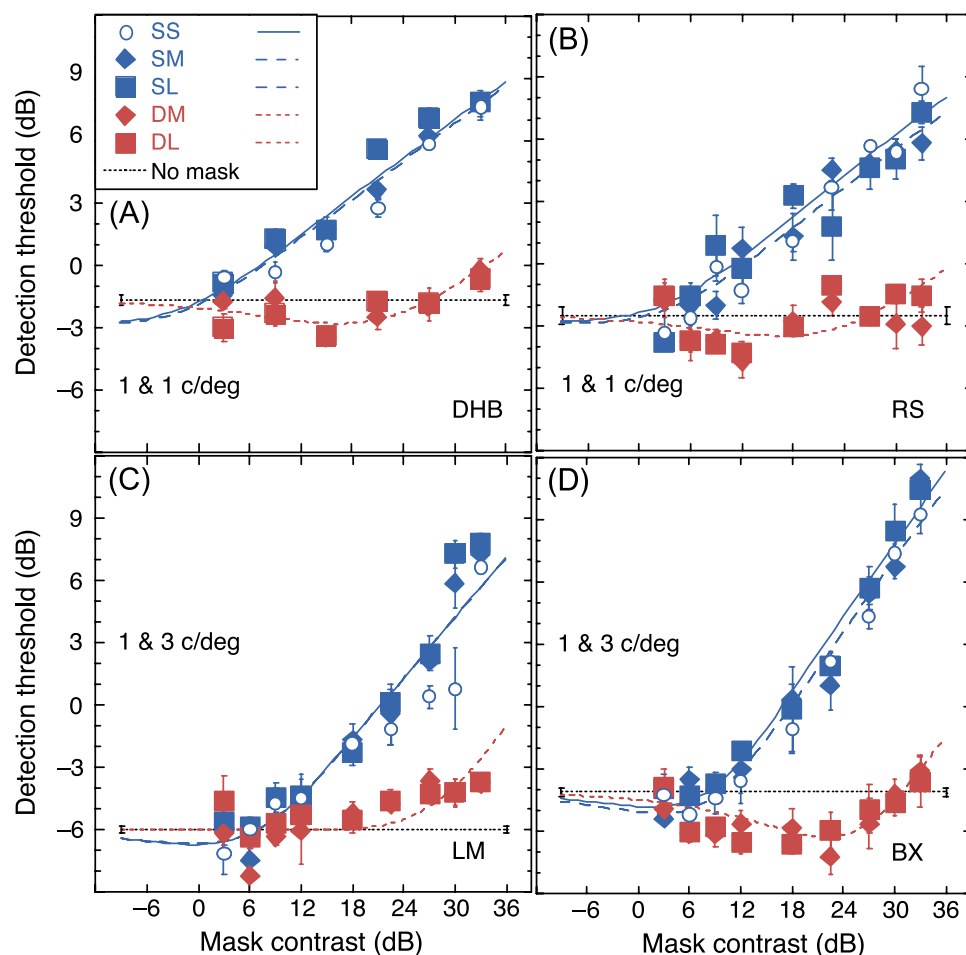 SS
SM
SL
DM
DL
No mask
(A)
(B)
9
6
3
0
−3
−6
Detection threshold (dB)
1 & 1 c/deg
DHB
1 & 1 c/deg
RS
(C)
(D)
9
6
3
0
−3
−6
Detection threshold (dB)
1 & 3 c/deg
LM
1 & 3 c/deg
BX
−6 0 6 12 18 24 30 36
−6 0 6 12 18 24 30 36
Mask contrast (dB)
Mask contrast (dB)